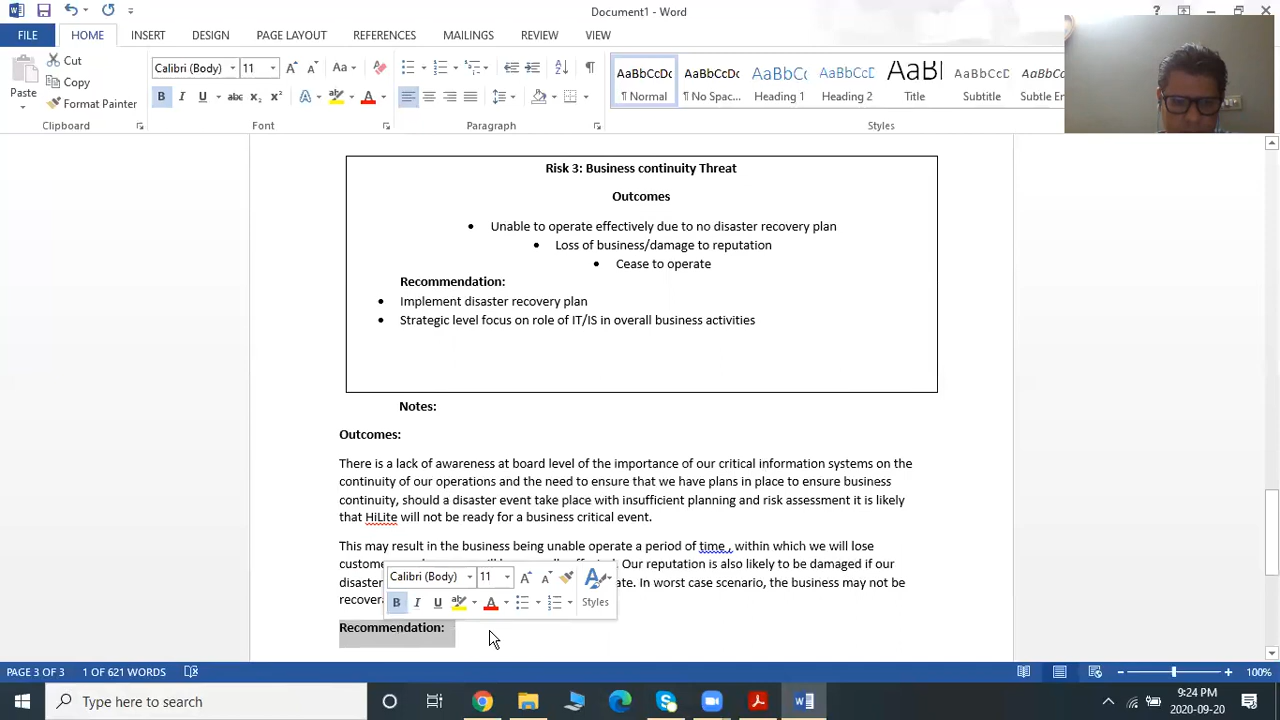 Document1 - Word
FILE HOME INSERT DESIGN PAGE LAYOUT REFERENCES MAILINGS REVIEW VIEW
Paste Cut Copy Format Painter
Calibri (Body) 11 Aa
B I U abc x₂ x² A A
AaBbCcDc AaBbCcDc AaBbC AaBbCcC AaB AaBbCcD AaBbCcD
¶ Normal ¶ No Spac... Heading 1 Heading 2 Title Subtitle Subtle Em
Clipboard Font Paragraph Styles
Risk 3: Business continuity Threat
Outcomes
• Unable to operate effectively due to no disaster recovery plan
• Loss of business/damage to reputation
• Cease to operate
Recommendation:
• Implement disaster recovery plan
• Strategic level focus on role of IT/IS in overall business activities
Notes:
Outcomes:
There is a lack of awareness at board level of the importance of our critical information systems on the
continuity of our operations and the need to ensure that we have plans in place to ensure business
continuity, should a disaster event take place with insufficient planning and risk assessment it is likely
that HiLite will not be ready for a business critical event.
This may result in the business being unable operate a period of time , within which we will lose
custome Our reputation is also likely to be damaged if our
disaster ate. In worst case scenario, the business may not be
recover
Calibri (Body) 11 A A A
B I U ab A Styles
Recommendation:
PAGE 3 OF 3 1 OF 621 WORDS 100%
Type here to search
9:24 PM
2020-09-20